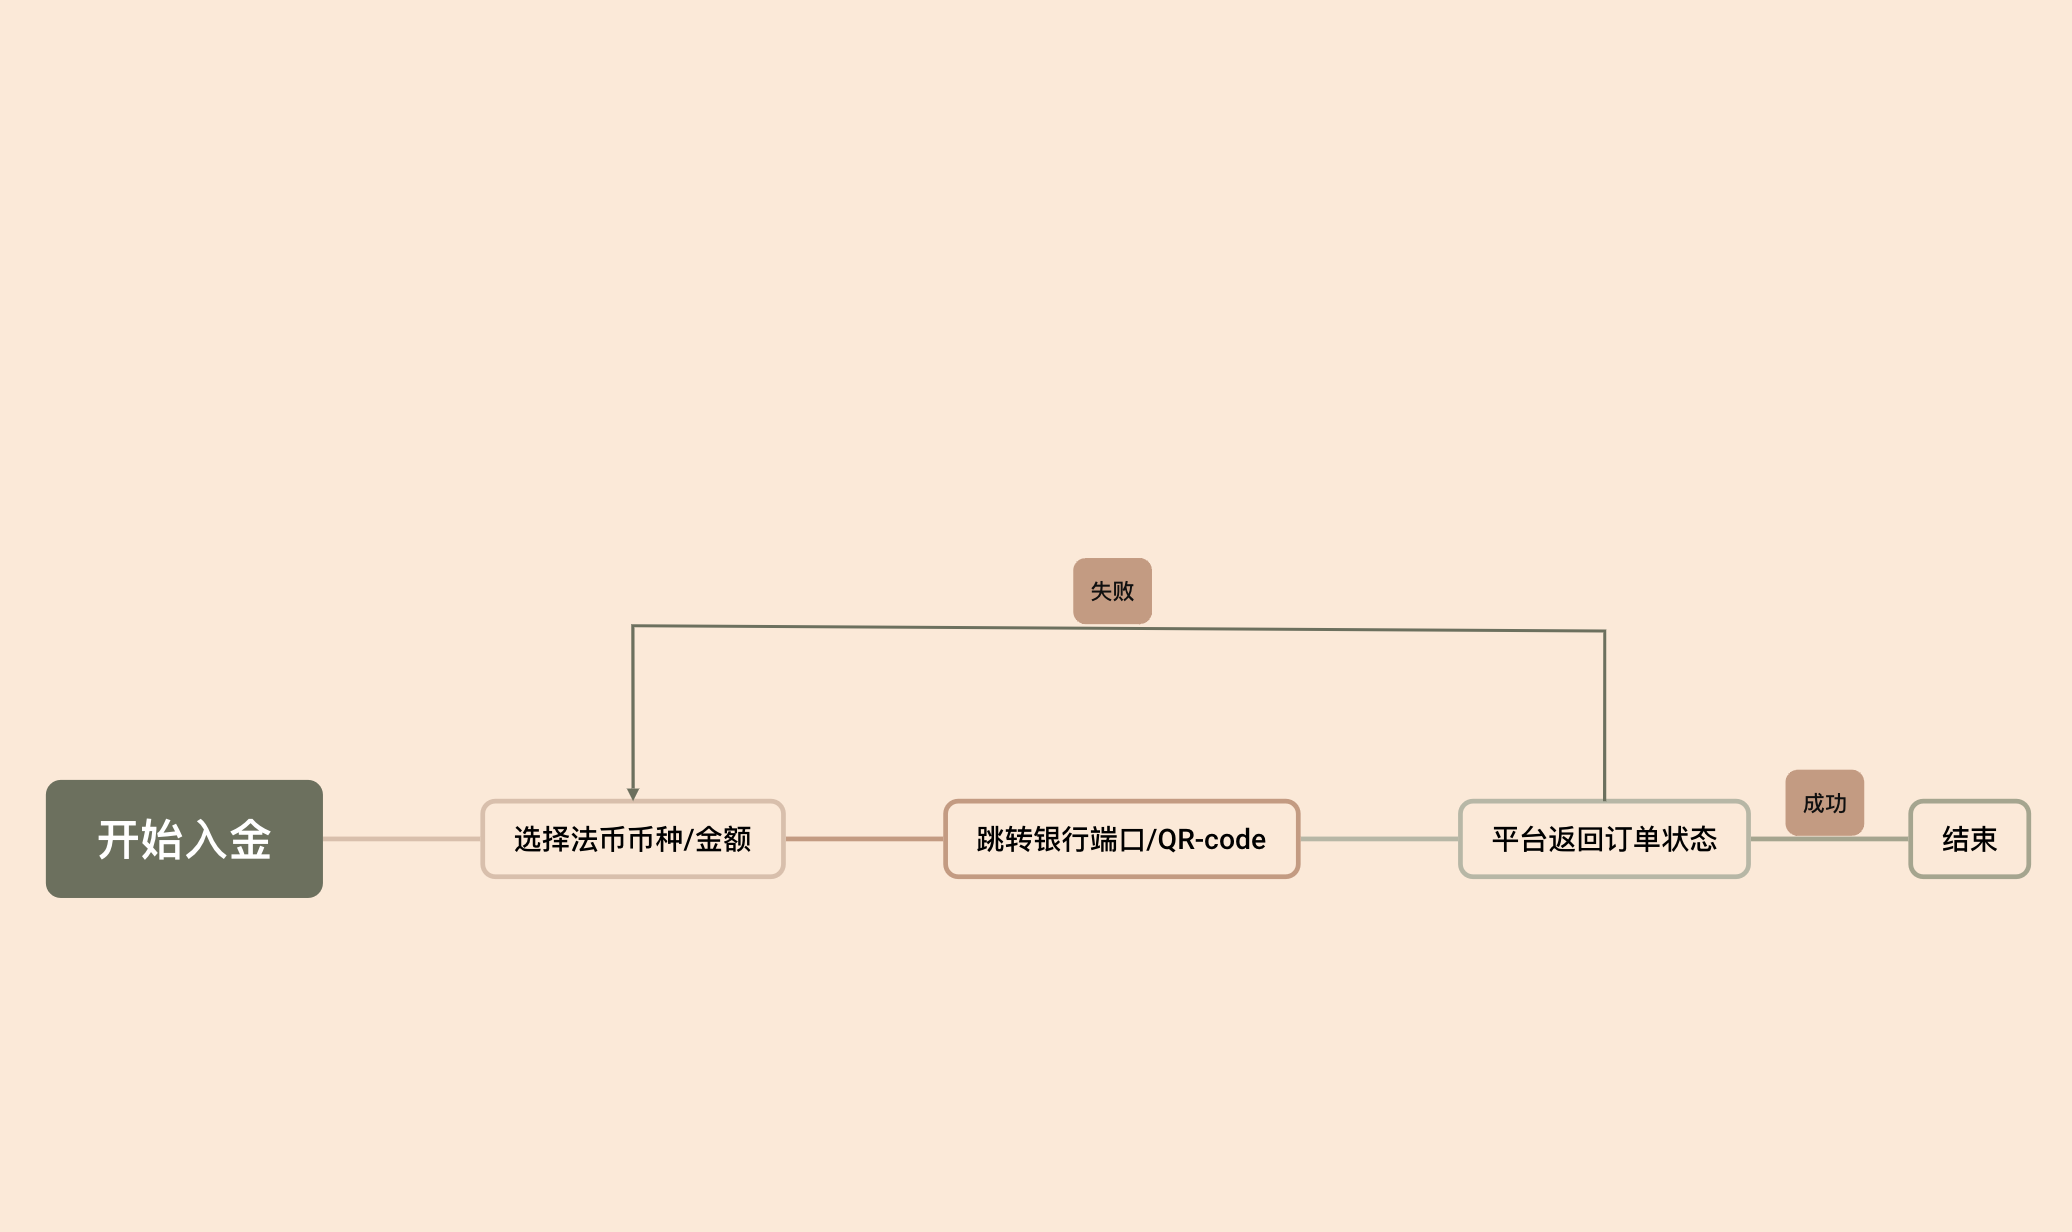 失败
成功
开始入金
选择法币币种/金额
跳转银行端口/QR-code
平台返回订单状态
结束